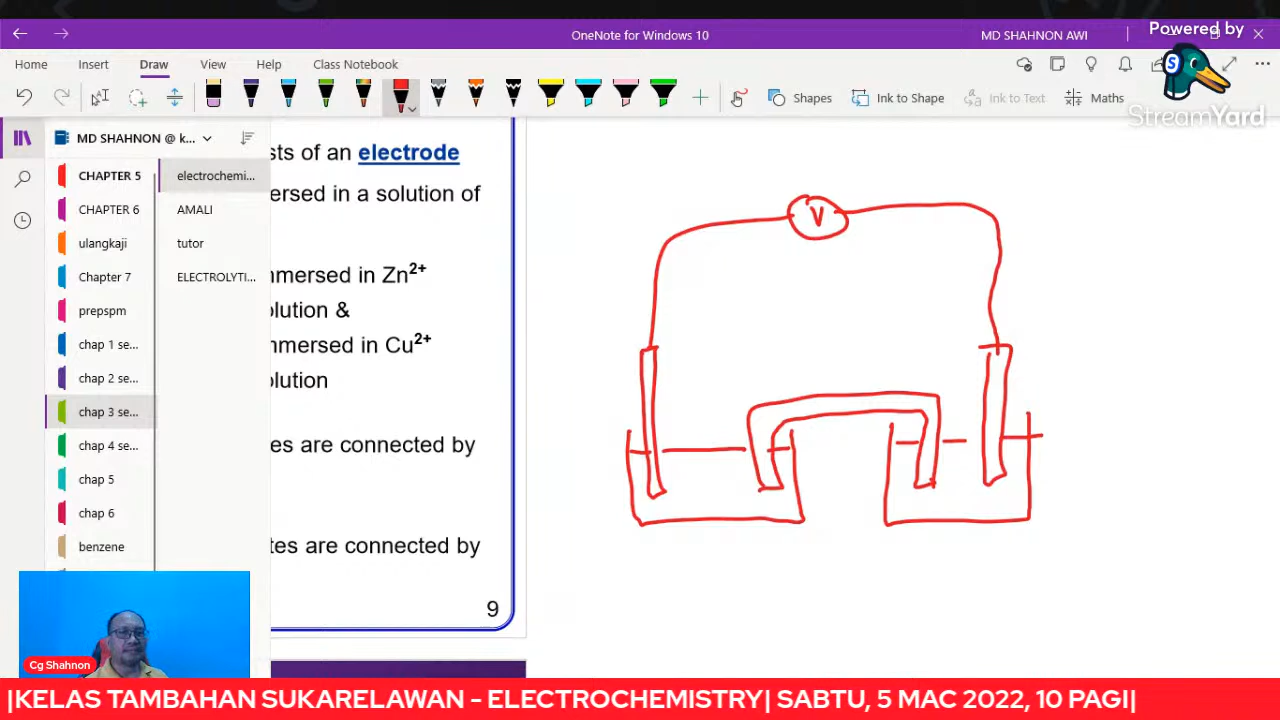 OneNote for Windows 10
MD SHAHNON AWI
Powered by
StreamYard
Home Insert Draw View Help Class Notebook
Shapes Ink to Shape Ink to Text Maths
MD SHAHNON @ k...
CHAPTER 5
CHAPTER 6
ulangkaji
Chapter 7
prepspm
chap 1 se...
chap 2 se...
chap 3 se...
chap 4 se...
chap 5
chap 6
benzene
electrochemi...
AMALI
tutor
ELECTROLYTI...
sts of an electrode
ersed in a solution of
mmersed in Zn²⁺
olution &
mmersed in Cu²⁺
olution
es are connected by
tes are connected by
9
V
S
Cg Shahnon
|KELAS TAMBAHAN SUKARELAWAN - ELECTROCHEMISTRY| SABTU, 5 MAC 2022, 10 PAGI|